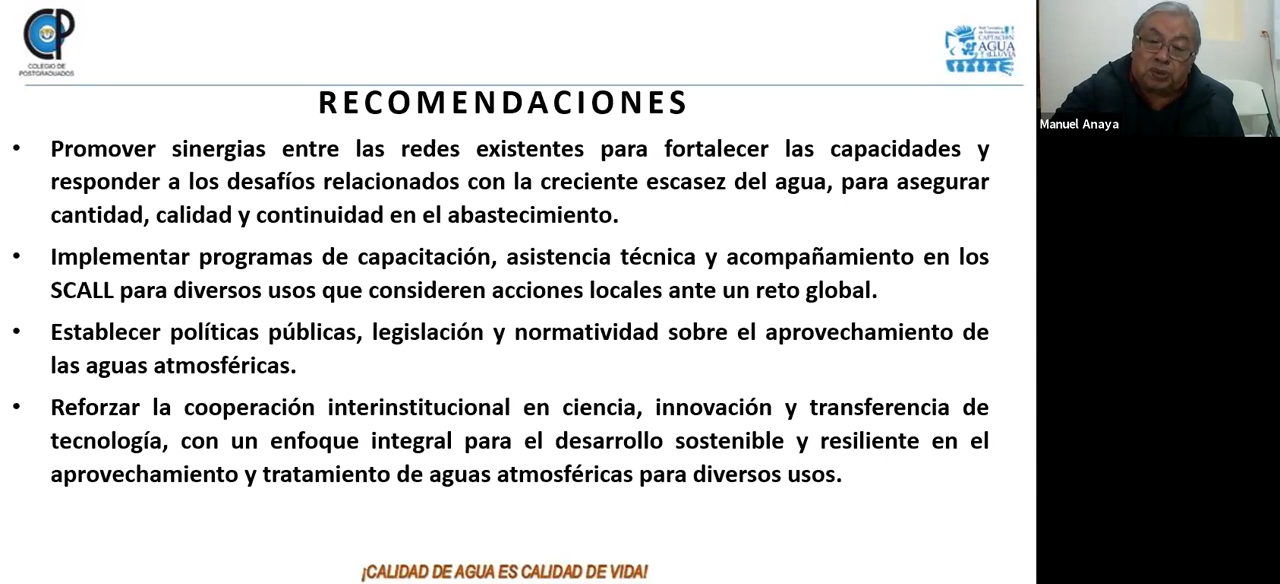 COLEGIO DE
POSTGRADUADOS
CAPTACIÓN
AGUA
LLUVIA
Manuel Anaya
RECOMENDACIONES
• Promover sinergias entre las redes existentes para fortalecer las capacidades y
responder a los desafíos relacionados con la creciente escasez del agua, para asegurar
cantidad, calidad y continuidad en el abastecimiento.
• Implementar programas de capacitación, asistencia técnica y acompañamiento en los
SCALL para diversos usos que consideren acciones locales ante un reto global.
• Establecer políticas públicas, legislación y normatividad sobre el aprovechamiento de
las aguas atmosféricas.
• Reforzar la cooperación interinstitucional en ciencia, innovación y transferencia de
tecnología, con un enfoque integral para el desarrollo sostenible y resiliente en el
aprovechamiento y tratamiento de aguas atmosféricas para diversos usos.
¡CALIDAD DE AGUA ES CALIDAD DE VIDA!